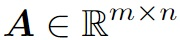 A ∈ ℝ^{m×n}